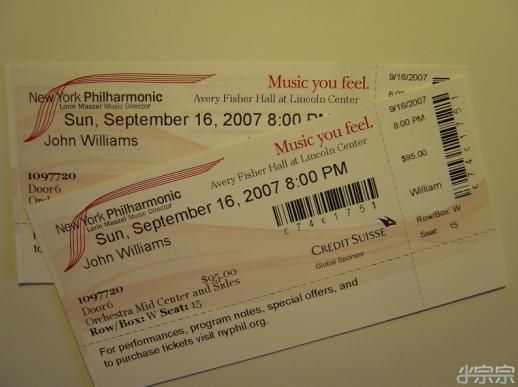 New York Philharmonic
Lorin Maazel Music Director
Music you feel.
Avery Fisher Hall at Lincoln Center
Sun, September 16, 2007 8:00 P
John Williams
1097720
Door6
9/16/2007
New York Philharmonic
Lorin Maazel Music Director
Music you feel.
Avery Fisher Hall at Lincoln Center
Sun, September 16, 2007 8:00 PM
John Williams
c74c1751
CREDIT SUISSE
Global Sponsor
1097720
Door6
$95.00
Orchestra Mid Center and Sides
Row/Box: W Seat: 15
For performances, program notes, special offers, and
to purchase tickets visit nyphil.org.
9/16/2007
8:00 PM
$95.00
William
Row/Box: W
Seat: 15
c74c1751
小宗宗